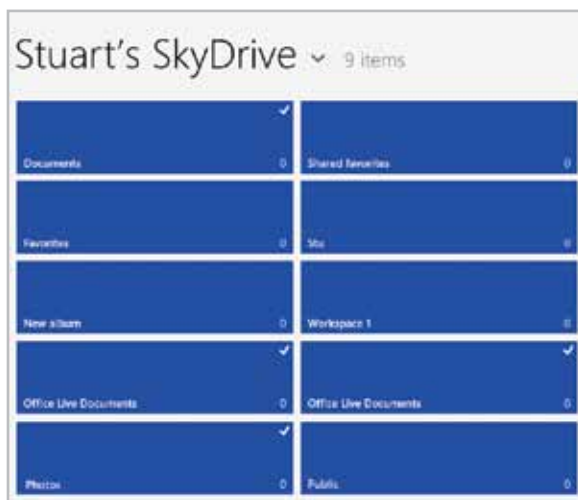 Stuart's SkyDrive 9 items
Documents 0 Shared favorites 0
Favorites 0 Stu 0
New album 0 Workspace 1 0
Office Live Documents 0 Office Live Documents 0
Photos 0 Public 0